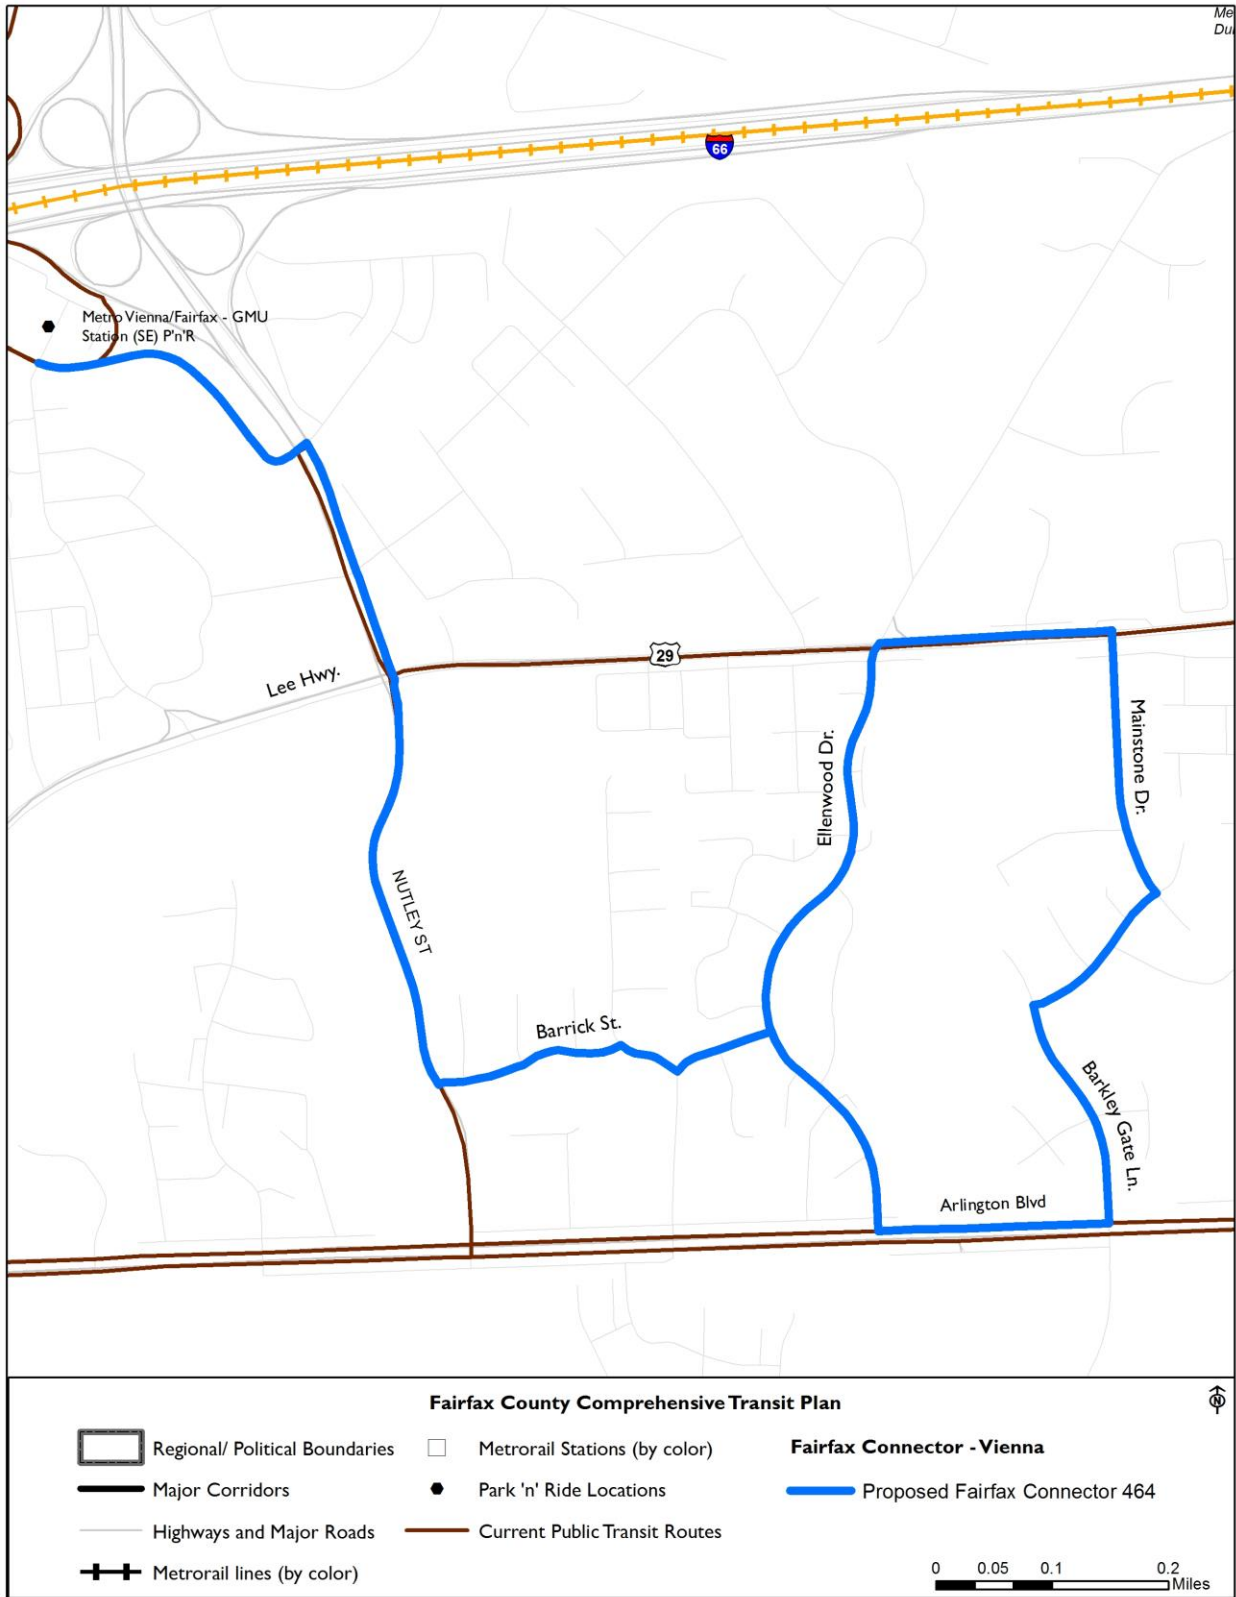 Me
Du
66
Metro Vienna/Fairfax - GMU
Station (SE) P'n'R
29
Lee Hwy.
Mainstone Dr.
Ellenwood Dr.
NUTLEY ST
Barrick St.
Barkley Gate Ln.
Arlington Blvd
Fairfax County Comprehensive Transit Plan
N
Regional/ Political Boundaries
Metrorail Stations (by color)
Fairfax Connector - Vienna
Major Corridors
Park 'n' Ride Locations
Proposed Fairfax Connector 464
Highways and Major Roads
Current Public Transit Routes
Metrorail lines (by color)
0 0.05 0.1 0.2
Miles